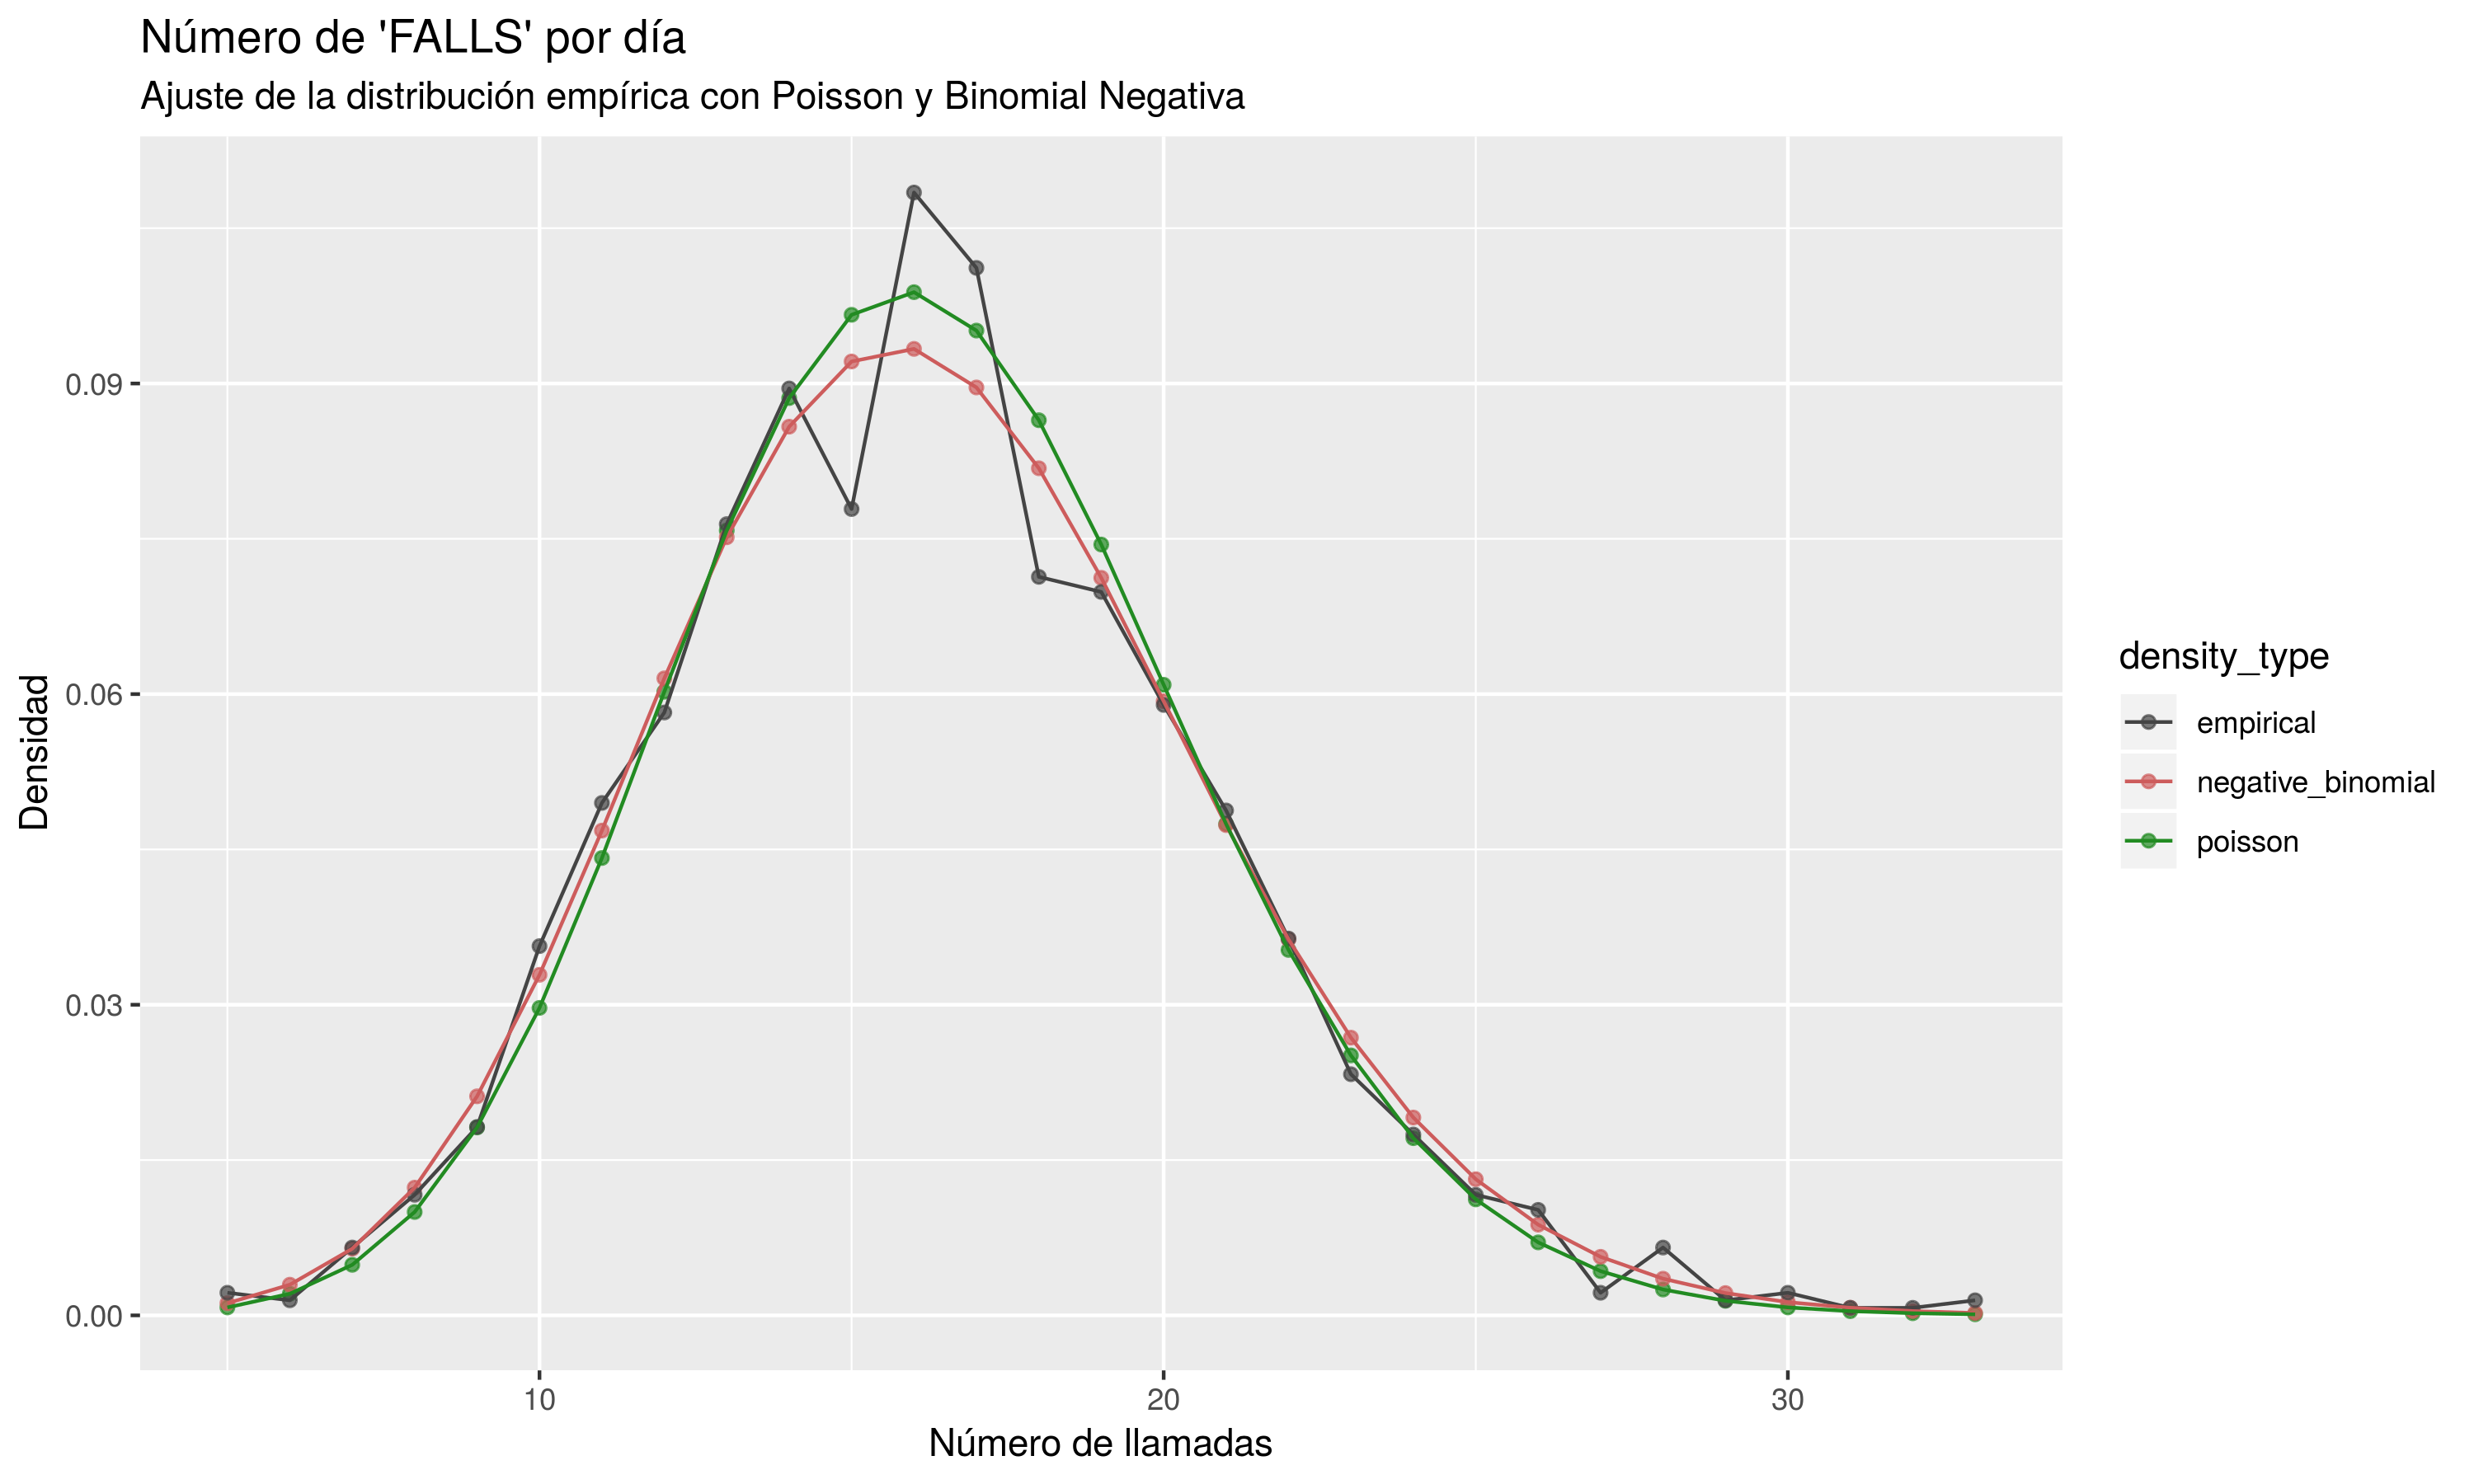 Número de 'FALLS' por día
Ajuste de la distribución empírica con Poisson y Binomial Negativa
Densidad
0.09
0.06
0.03
0.00
10
20
30
Número de llamadas
density_type
empirical
negative_binomial
poisson